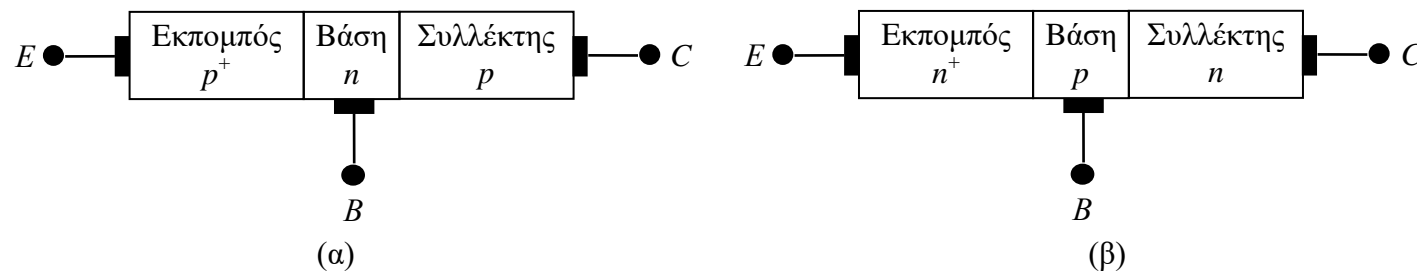 Εκπομπός Βάση Συλλέκτης Εκπομπός Βάση Συλλέκτης
E p+ n p C E n+ p n C
B B
(α) (β)